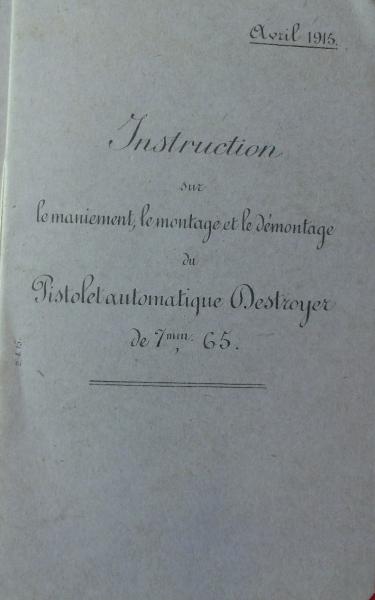 Avril 1915.
Instruction
sur
le maniement, le montage et le démontage
du
Pistolet automatique Destroyer
de 7mm, 65.